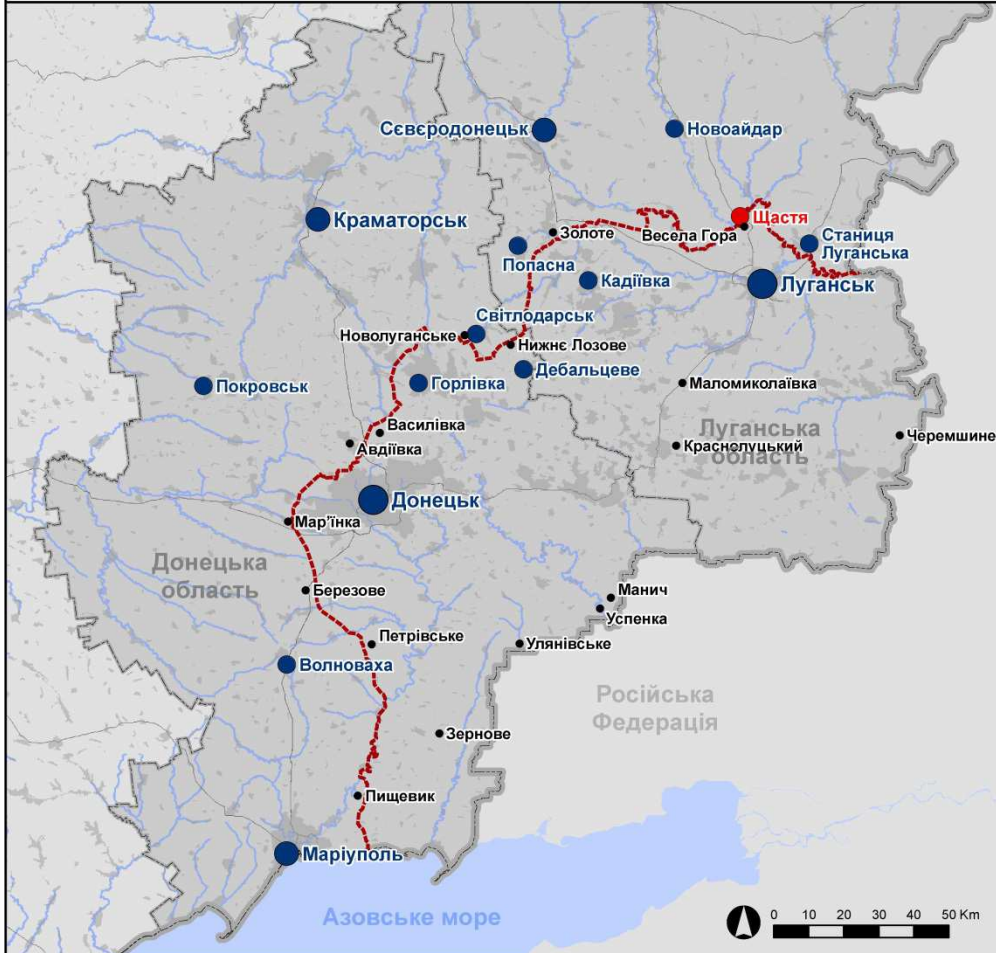 Сєвєродонецьк
Новоайдар
Щастя
Краматорськ
Золоте
Весела Гора
Станиця
Луганська
Попасна
Кадіївка
Луганськ
Світлодарськ
Новолуганське
Нижнє Лозове
Дебальцеве
Покровськ
Горлівка
Маломиколаївка
Василівка
Луганська
область
Черемшине
Авдіївка
Краснолуцький
Донецьк
Мар'їнка
Донецька
область
Березове
Манич
Успенка
Петрівське
Улянівське
Волноваха
Російська
Федерація
Зернове
Пищевик
Маріуполь
Азовське море
0 10 20 30 40 50 Km